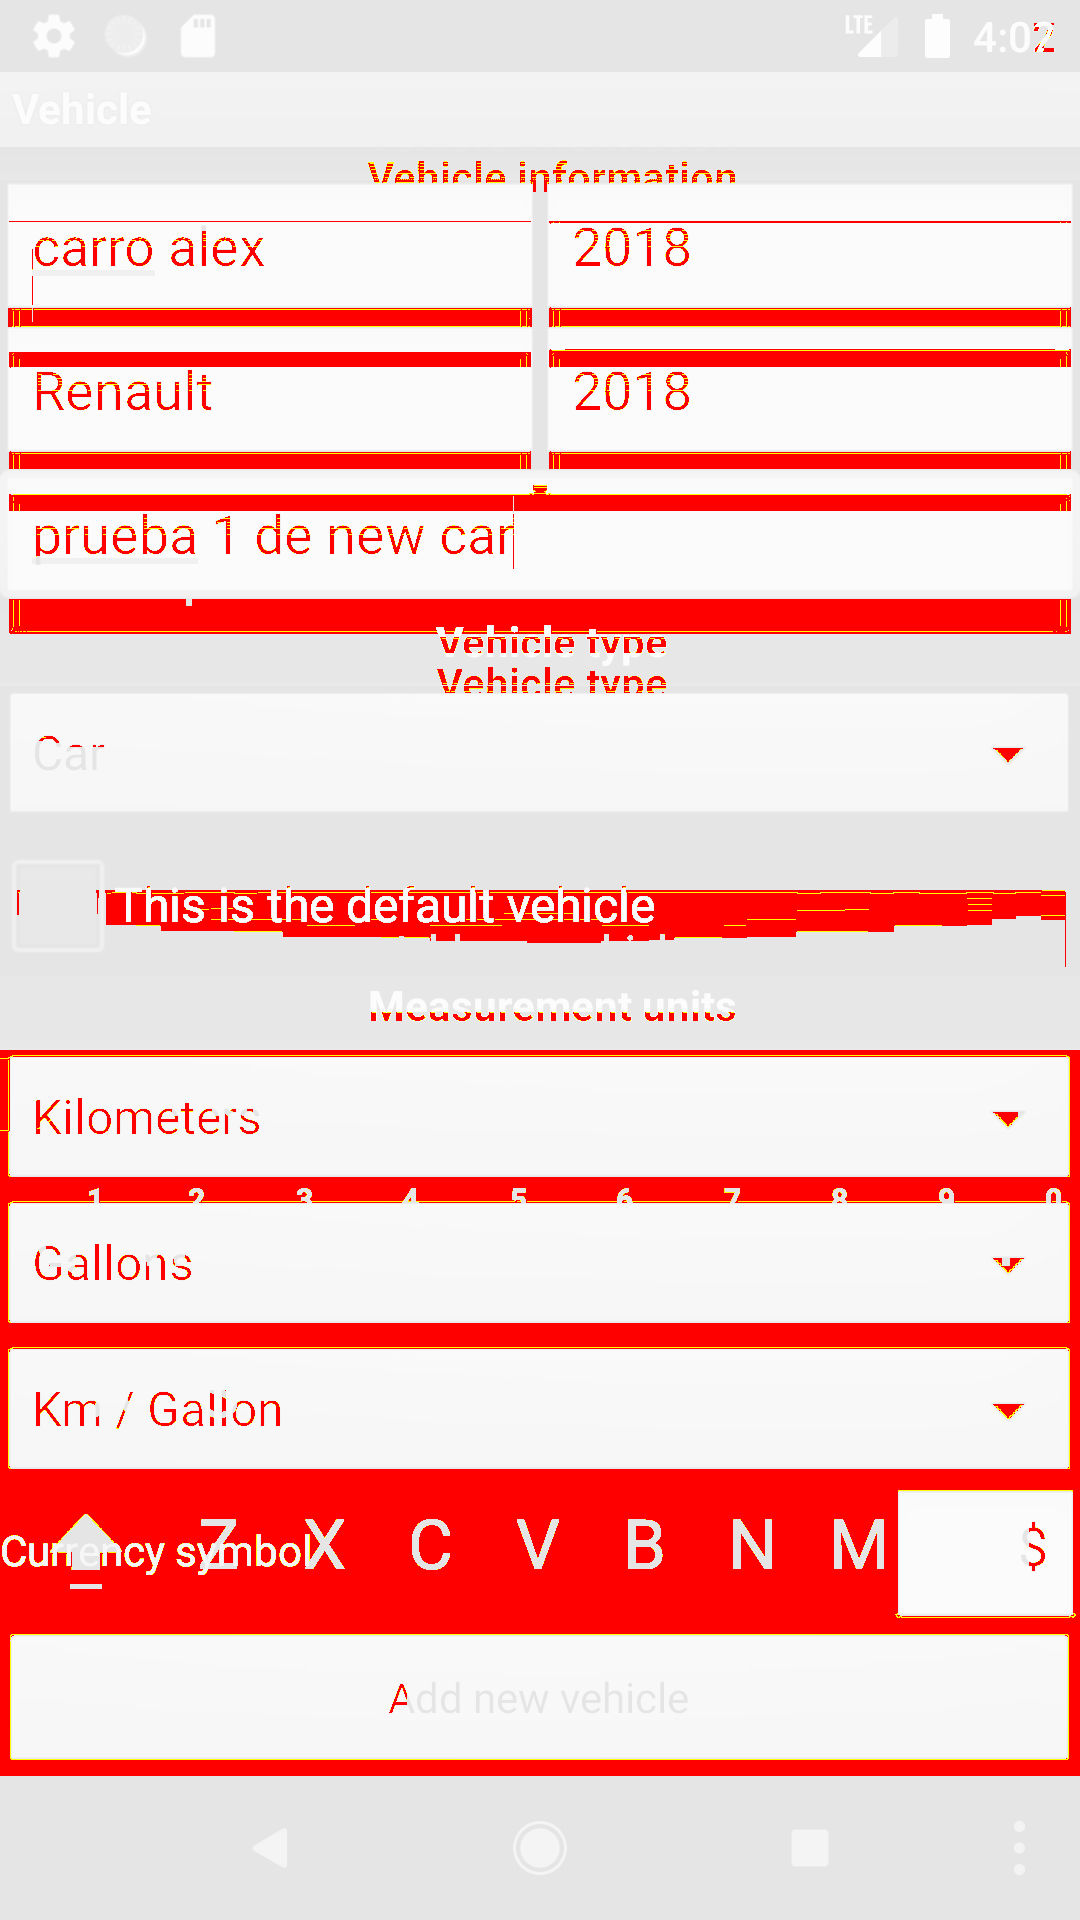 LTE 4:02
Vehicle
Vehicle information
carro alex 2018
Renault 2018
prueba 1 de new car
Vehicle type
Vehicle type
Car
This is the default vehicle
Measurement units
Kilometers
1 2 3 4 5 6 7 8 9 0
Gallons
Km / Gallon
Currency symbol Z X C V B N M $
Add new vehicle